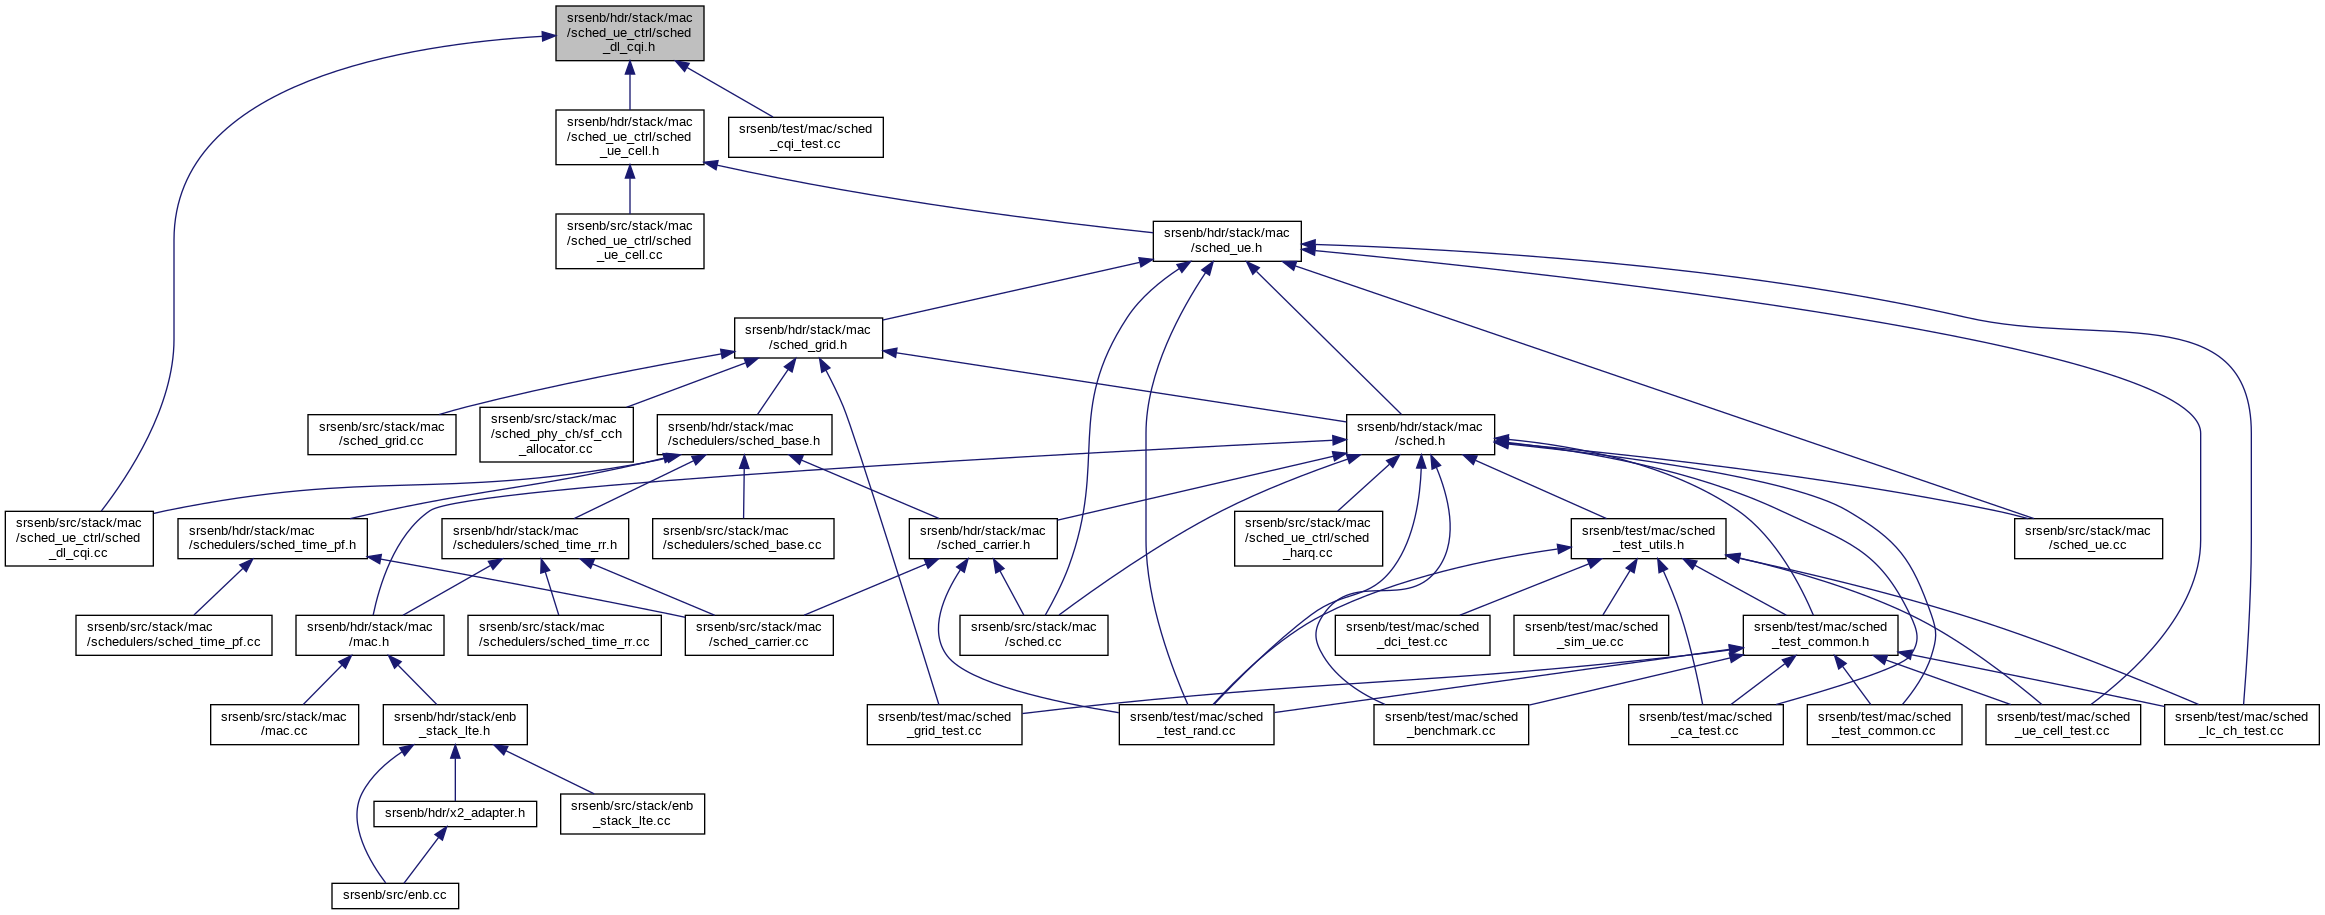 srsenb/hdr/stack/mac
/sched_ue_ctrl/sched
_dl_cqi.h
srsenb/hdr/stack/mac
/sched_ue_ctrl/sched
_ue_cell.h
srsenb/test/mac/sched
_cqi_test.cc
srsenb/src/stack/mac
/sched_ue_ctrl/sched
_ue_cell.cc
srsenb/hdr/stack/mac
/sched_ue.h
srsenb/hdr/stack/mac
/sched_grid.h
srsenb/src/stack/mac
/sched_grid.cc
srsenb/src/stack/mac
/sched_phy_ch/sf_cch
_allocator.cc
srsenb/hdr/stack/mac
/schedulers/sched_base.h
srsenb/hdr/stack/mac
/sched.h
srsenb/src/stack/mac
/sched_ue_ctrl/sched
_dl_cqi.cc
srsenb/hdr/stack/mac
/schedulers/sched_time_pf.h
srsenb/hdr/stack/mac
/schedulers/sched_time_rr.h
srsenb/src/stack/mac
/schedulers/sched_base.cc
srsenb/hdr/stack/mac
/sched_carrier.h
srsenb/src/stack/mac
/sched_ue_ctrl/sched
_harq.cc
srsenb/test/mac/sched
_test_utils.h
srsenb/src/stack/mac
/sched_ue.cc
srsenb/src/stack/mac
/schedulers/sched_time_pf.cc
srsenb/hdr/stack/mac
/mac.h
srsenb/src/stack/mac
/schedulers/sched_time_rr.cc
srsenb/src/stack/mac
/sched_carrier.cc
srsenb/src/stack/mac
/sched.cc
srsenb/test/mac/sched
_dci_test.cc
srsenb/test/mac/sched
_sim_ue.cc
srsenb/test/mac/sched
_test_common.h
srsenb/src/stack/mac
/mac.cc
srsenb/hdr/stack/enb
_stack_lte.h
srsenb/test/mac/sched
_grid_test.cc
srsenb/test/mac/sched
_test_rand.cc
srsenb/test/mac/sched
_benchmark.cc
srsenb/test/mac/sched
_ca_test.cc
srsenb/test/mac/sched
_test_common.cc
srsenb/test/mac/sched
_ue_cell_test.cc
srsenb/test/mac/sched
_lc_ch_test.cc
srsenb/hdr/x2_adapter.h
srsenb/src/stack/enb
_stack_lte.cc
srsenb/src/enb.cc